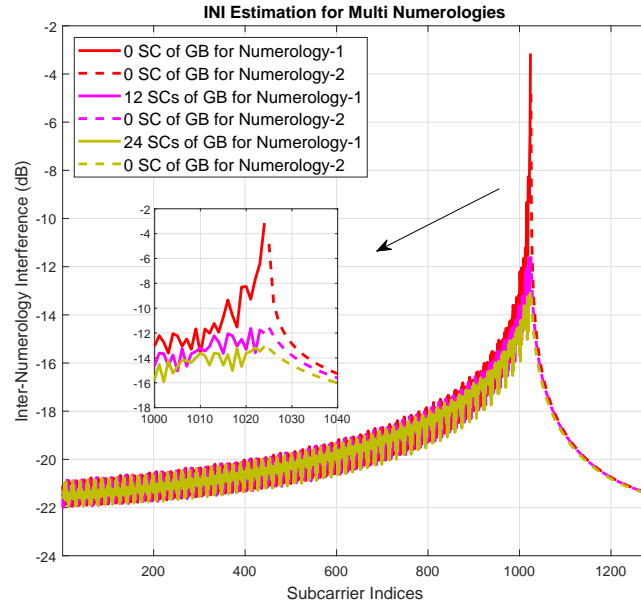 INI Estimation for Multi Numerologies
-2
-4
-6
-8
-10
-12
-14
-16
-18
-20
-22
-24
Inter-Numerology Interference (dB)
0 SC of GB for Numerology-1
0 SC of GB for Numerology-2
12 SCs of GB for Numerology-1
0 SC of GB for Numerology-2
24 SCs of GB for Numerology-1
0 SC of GB for Numerology-2
-2
-4
-6
-8
-10
-12
-14
-16
-18
1000 1010 1020 1030 1040
200 400 600 800 1000 1200
Subcarrier Indices